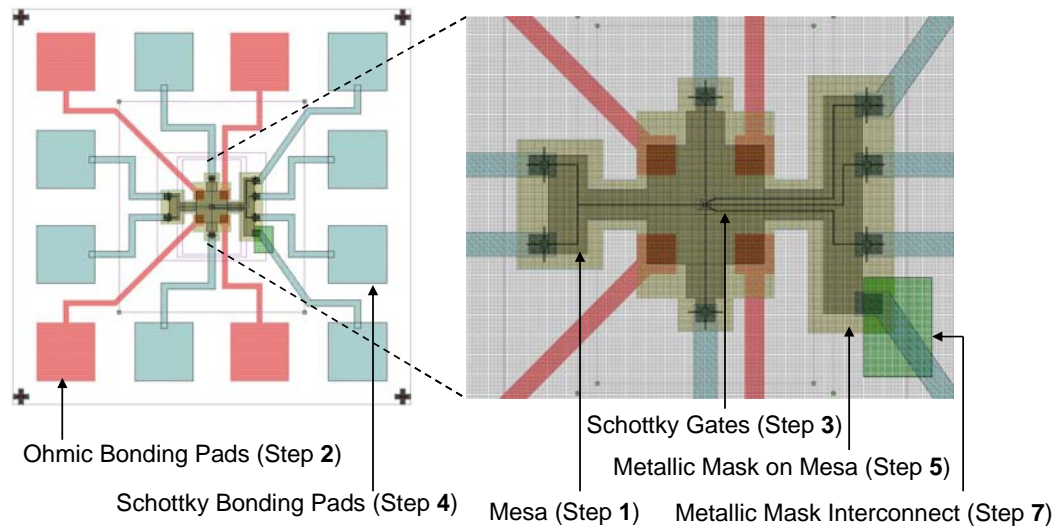 Schottky Gates (Step 3)
Ohmic Bonding Pads (Step 2)
Metallic Mask on Mesa (Step 5)
Schottky Bonding Pads (Step 4)
Mesa (Step 1)
Metallic Mask Interconnect (Step 7)